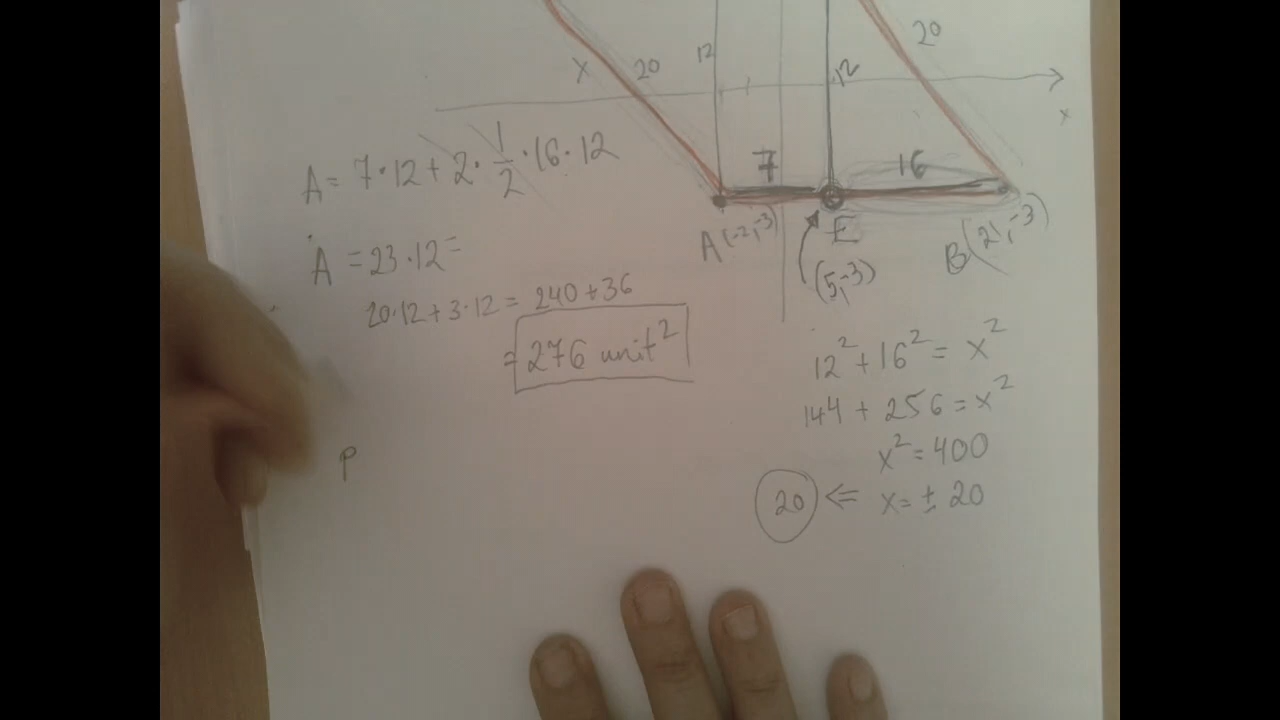 20
12
12
X
20
x
7
16
A(-2,-3)
E
B(21,-3)
(5,-3)
A = 7·12 + 2·1/2·16·12
A = 23·12 =
20·12 + 3·12 = 240 + 36
= 276 unit²
12² + 16² = x²
144 + 256 = x²
x² = 400
20 ⇐ x = ± 20
P